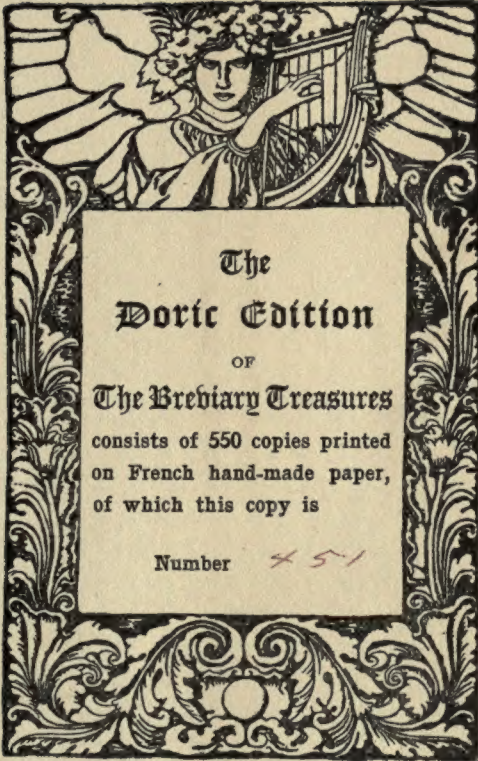 The
Doric Edition
OF
The Breviary Treasures
consists of 550 copies printed
on French hand-made paper,
of which this copy is
Number 451